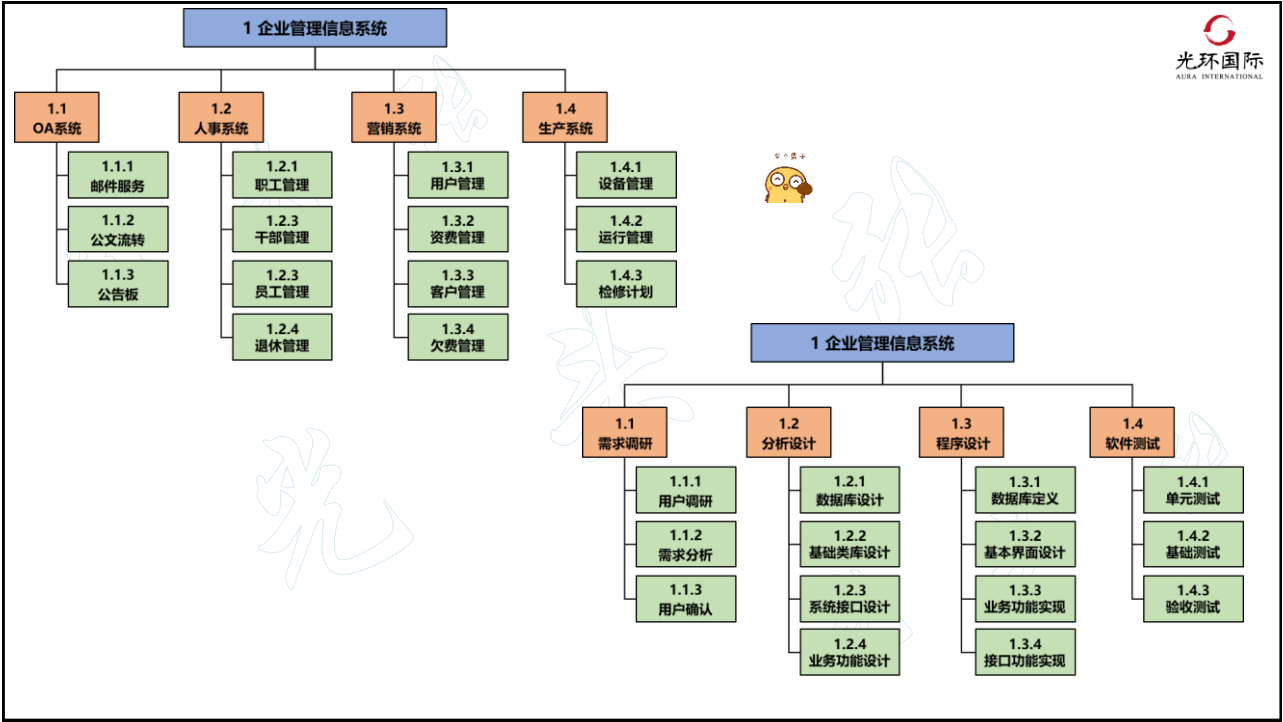 1 企业管理信息系统
光环国际
AURA INTERNATIONAL
1.1
OA系统
1.1.1
邮件服务
1.1.2
公文流转
1.1.3
公告板
1.2
人事系统
1.2.1
职工管理
1.2.3
干部管理
1.2.3
员工管理
1.2.4
退休管理
1.3
营销系统
1.3.1
用户管理
1.3.2
资费管理
1.3.3
客户管理
1.3.4
欠费管理
1.4
生产系统
1.4.1
设备管理
1.4.2
运行管理
1.4.3
检修计划
1 企业管理信息系统
1.1
需求调研
1.1.1
用户调研
1.1.2
需求分析
1.1.3
用户确认
1.2
分析设计
1.2.1
数据库设计
1.2.2
基础类库设计
1.2.3
系统接口设计
1.2.4
业务功能设计
1.3
程序设计
1.3.1
数据库定义
1.3.2
基本界面设计
1.3.3
业务功能实现
1.3.4
接口功能实现
1.4
软件测试
1.4.1
单元测试
1.4.2
基础测试
1.4.3
验收测试